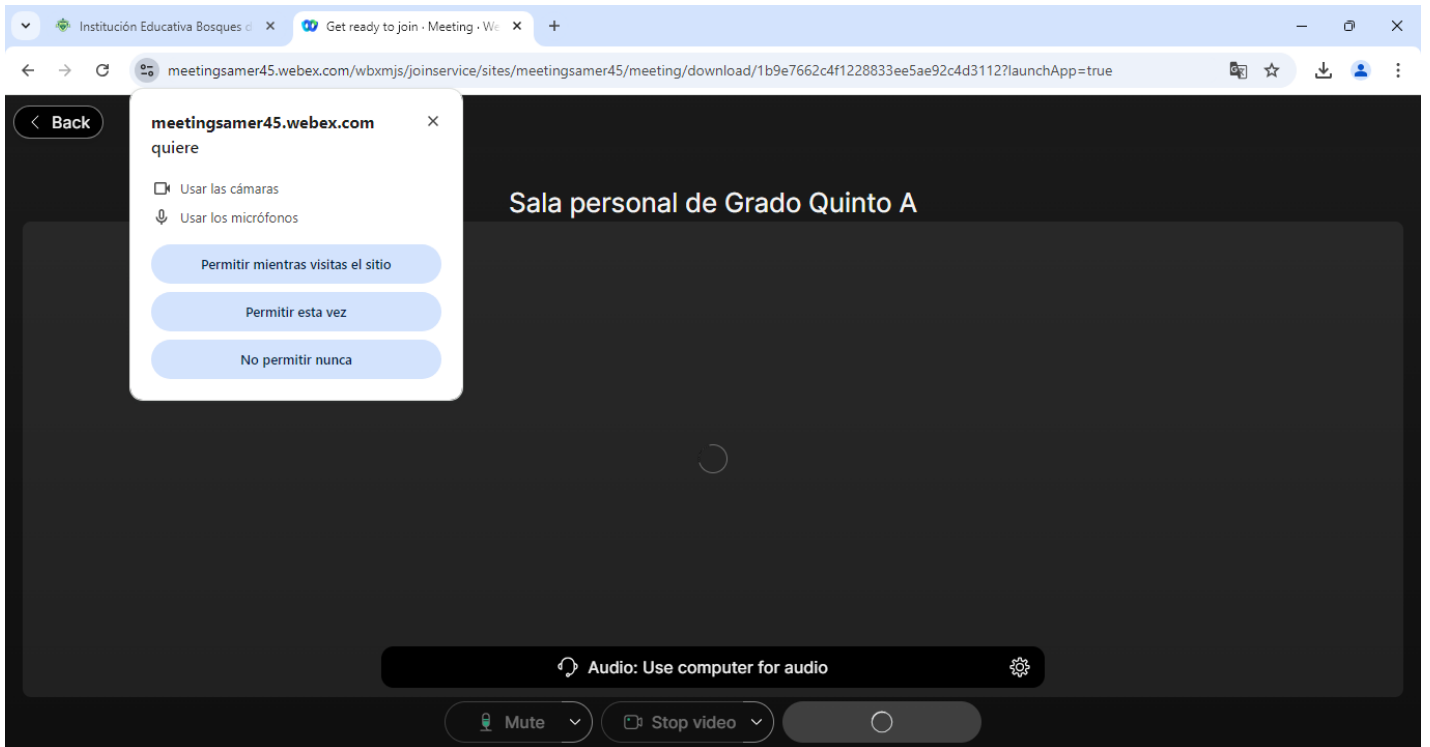 Institución Educativa Bosques d
Get ready to join · Meeting · We
meetingsamer45.webex.com/wbxmjs/joinservice/sites/meetingsamer45/meeting/download/1b9e7662c4f1228833ee5ae92c4d3112?launchApp=true
Back
meetingsamer45.webex.com
quiere
Usar las cámaras
Usar los micrófonos
Permitir mientras visitas el sitio
Permitir esta vez
No permitir nunca
Sala personal de Grado Quinto A
Audio: Use computer for audio
Mute
Stop video